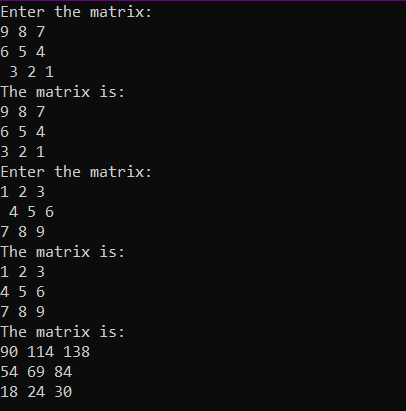 Enter the matrix:
9 8 7
6 5 4
 3 2 1
The matrix is:
9 8 7
6 5 4
3 2 1
Enter the matrix:
1 2 3
 4 5 6
7 8 9
The matrix is:
1 2 3
4 5 6
7 8 9
The matrix is:
90 114 138
54 69 84
18 24 30